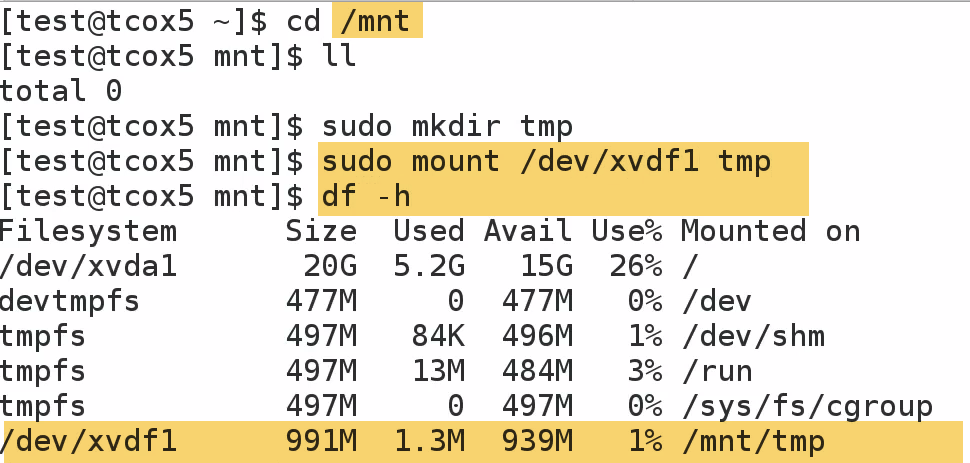 [test@tcox5 ~]$ cd /mnt
[test@tcox5 mnt]$ ll
total 0
[test@tcox5 mnt]$ sudo mkdir tmp
[test@tcox5 mnt]$ sudo mount /dev/xvdf1 tmp
[test@tcox5 mnt]$ df -h
Filesystem      Size  Used Avail Use% Mounted on
/dev/xvda1       20G  5.2G   15G  26% /
devtmpfs        477M     0  477M   0% /dev
tmpfs           497M   84K  496M   1% /dev/shm
tmpfs           497M   13M  484M   3% /run
tmpfs           497M     0  497M   0% /sys/fs/cgroup
/dev/xvdf1      991M  1.3M  939M   1% /mnt/tmp